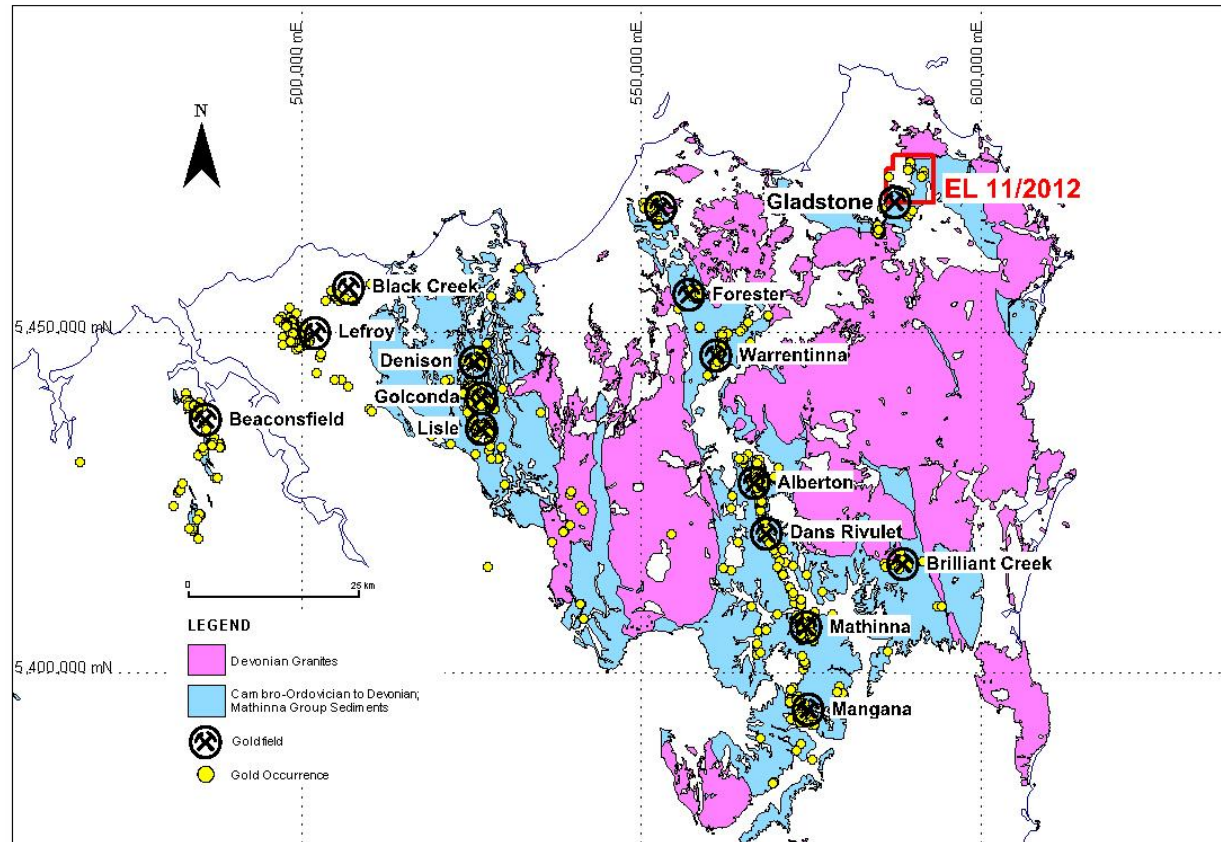 500,000 mE
550,000 mE
600,000 mE
N
EL 11/2012
Gladstone
Black Creek
Forester
Lefroy
5,450,000 mN
Denison
Warrentinna
Golconda
Beaconsfield
Lisle
Alberton
Dans Rivulet
Brilliant Creek
0
25 km
LEGEND
Mathinna
Devonian Granites
5,400,000 mN
Cambro-Ordovician to Devonian;
Mathinna Group Sediments
Mangana
Goldfield
Gold Occurrence